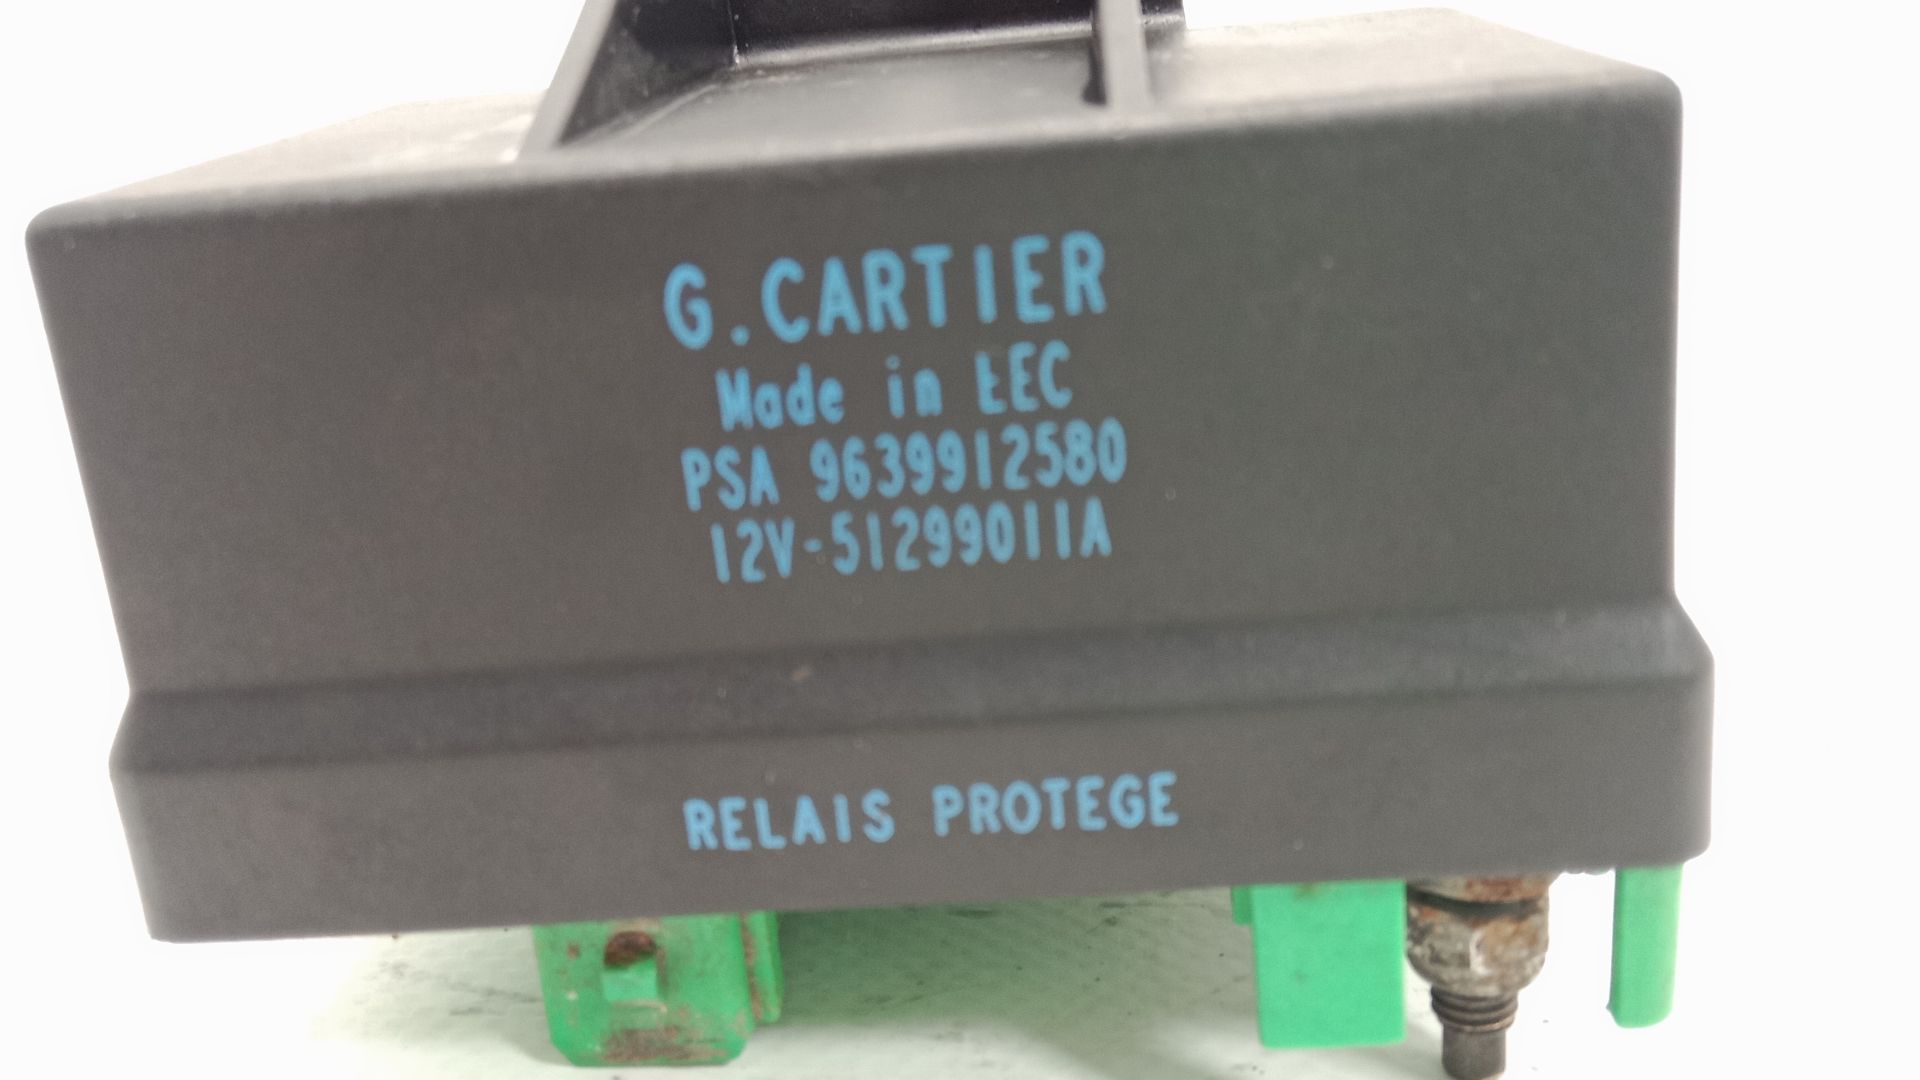 G.CARTIER
Made in EEC
PSA 9639912580
12V-51299011A
RELAIS PROTEGE